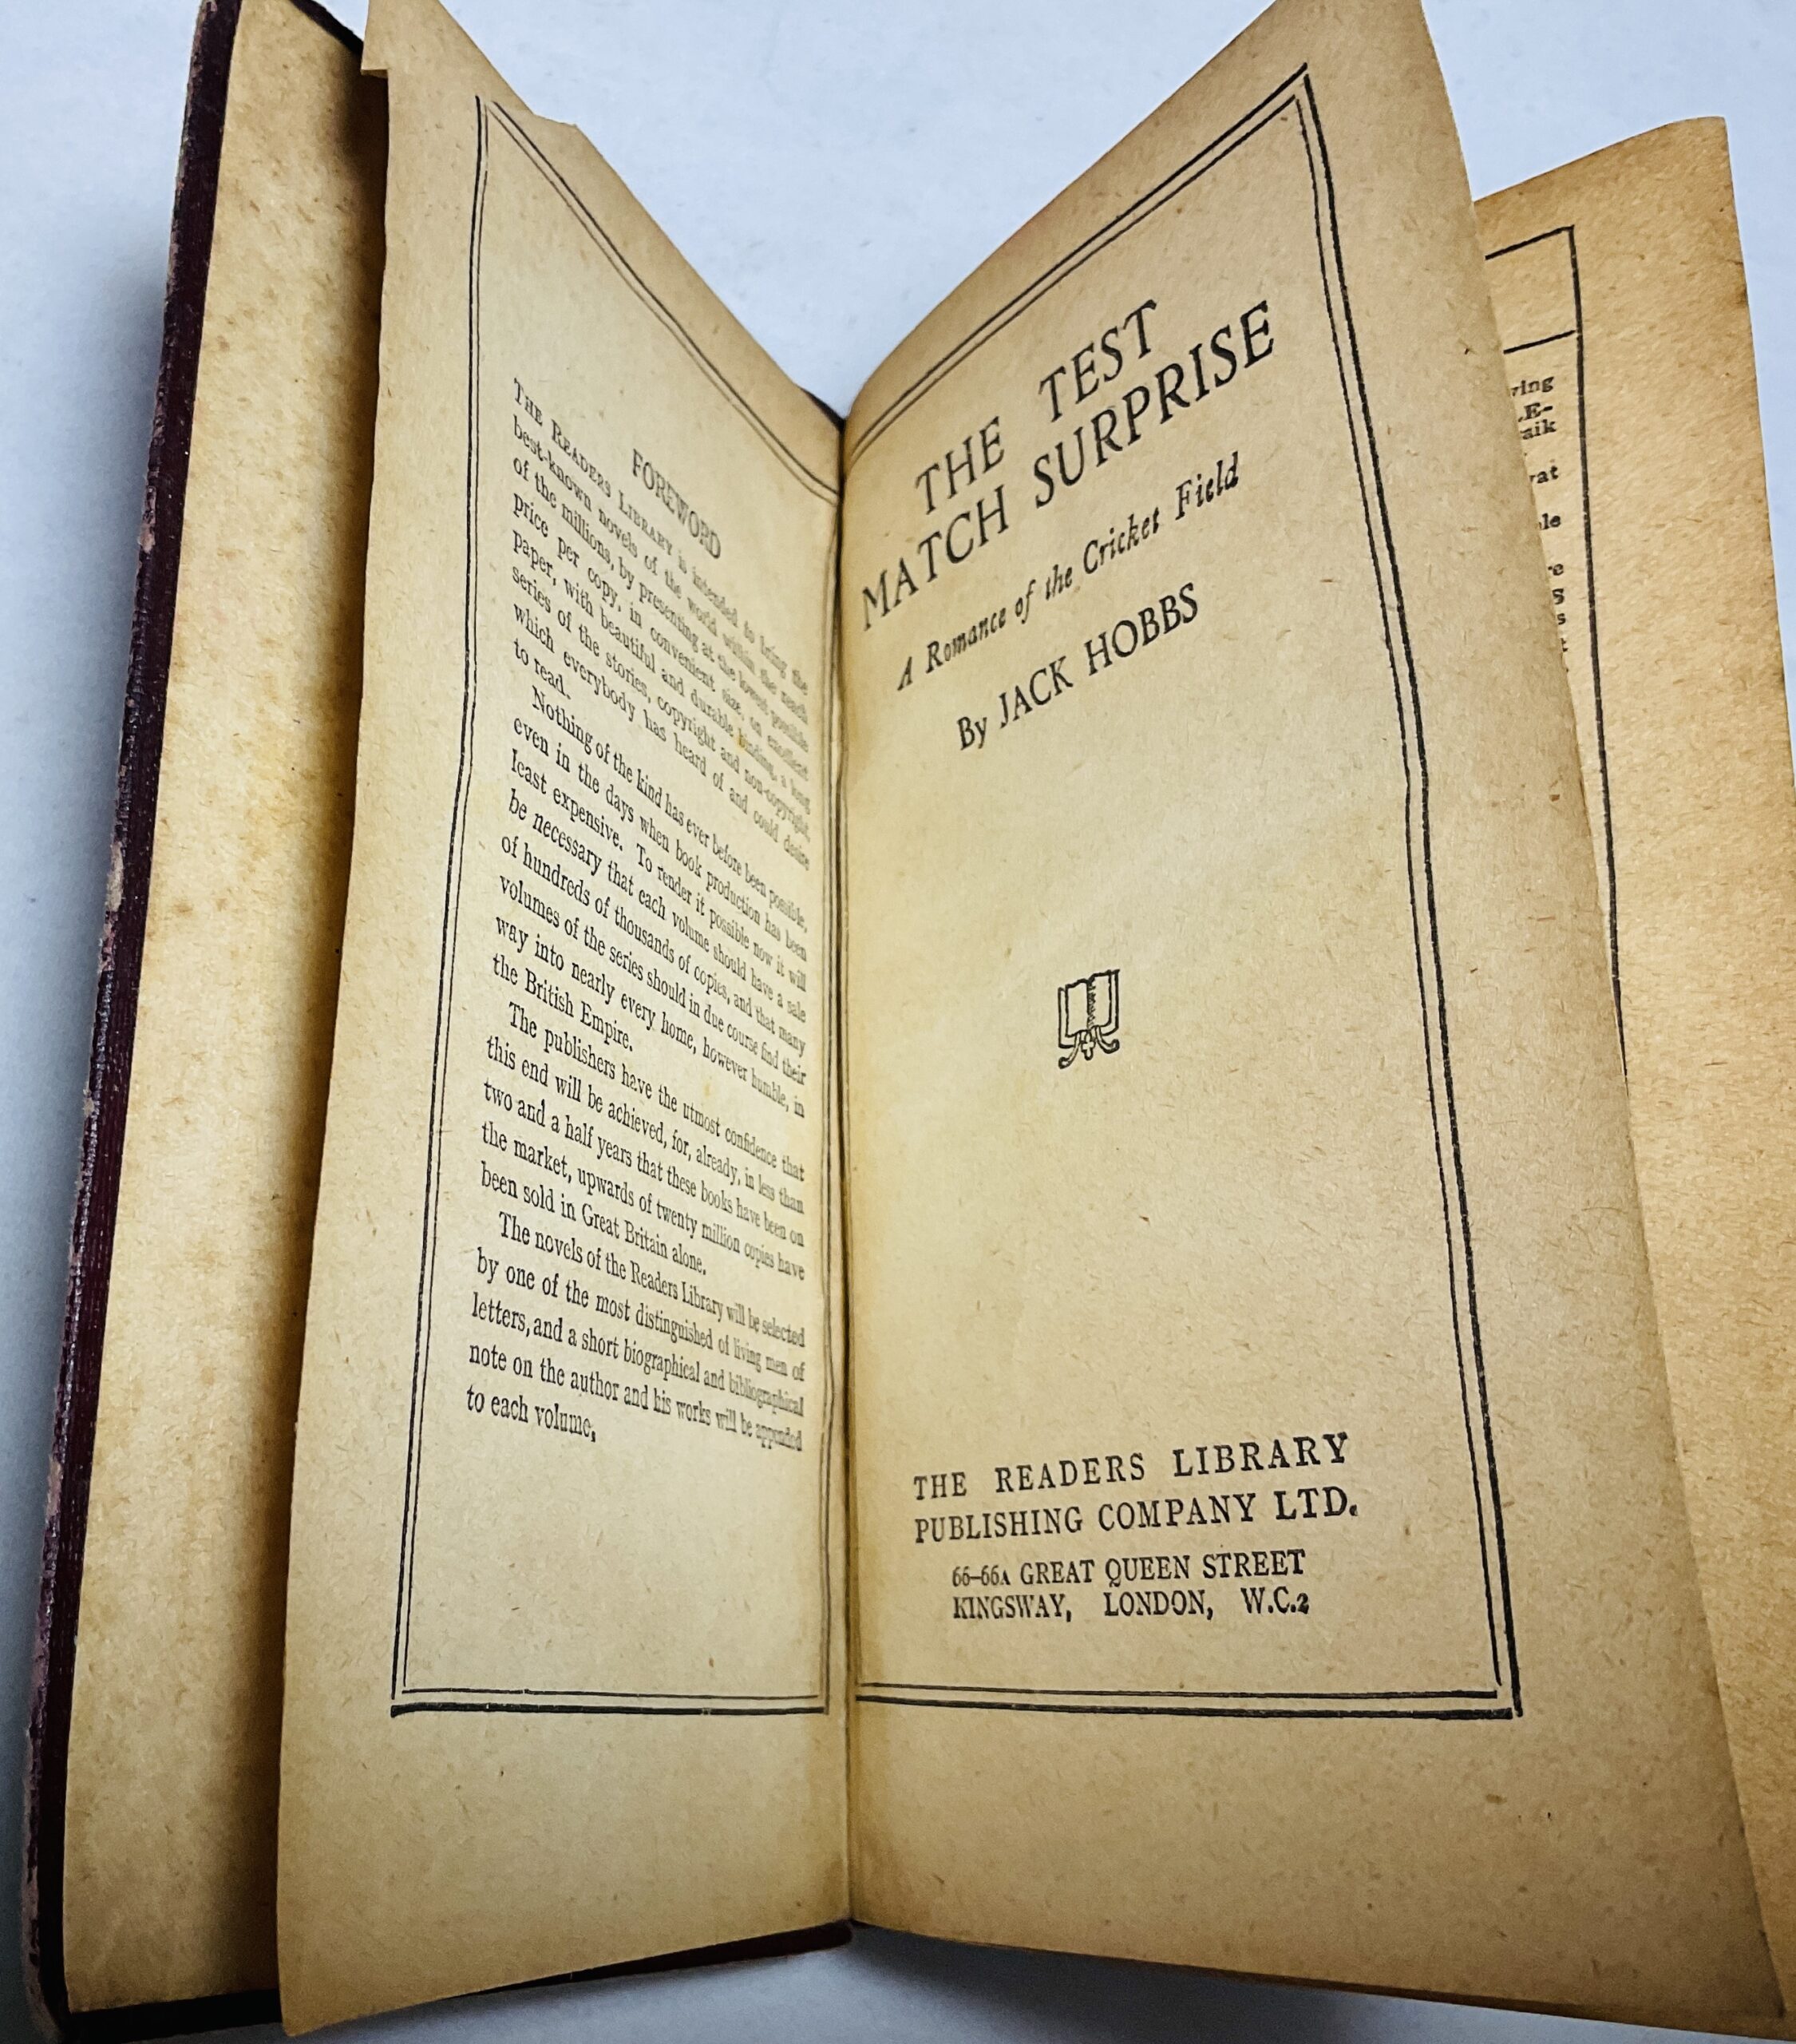 FOREWORD
THE READERS LIBRARY is intended to bring the
best-known novels of the world within the reach
of the millions, by presenting at the lowest possible
price per copy, in convenient size, on excellent
paper, with beautiful and durable binding, a long
series of the stories, copyright and non-copyright,
which everybody has heard of and could desire
to read.
Nothing of the kind has ever before been possible,
even in the days when book production has been
least expensive. To render it possible now it will
be necessary that each volume should have a sale
of hundreds of thousands of copies, and that many
volumes of the series should in due course find their
way into nearly every home, however humble, in
the British Empire.
The publishers have the utmost confidence that
this end will be achieved, for, already, in less than
two and a half years that these books have been on
the market, upwards of twenty million copies have
been sold in Great Britain alone.
The novels of the Readers Library will be selected
by one of the most distinguished of living men of
letters, and a short biographical and bibliographical
note on the author and his works will be appended
to each volume.
THE TEST
MATCH SURPRISE
A Romance of the Cricket Field
By JACK HOBBS
THE READERS LIBRARY
PUBLISHING COMPANY LTD.
66-66A GREAT QUEEN STREET
KINGSWAY, LONDON, W.C.2